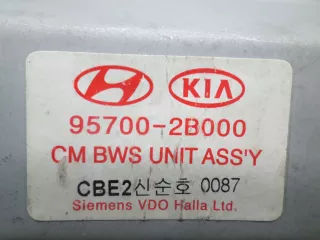 KIA
95700-2B000
CM BWS UNIT ASS'Y
CBE2신순호 0087
Siemens VDO Halla Ltd.